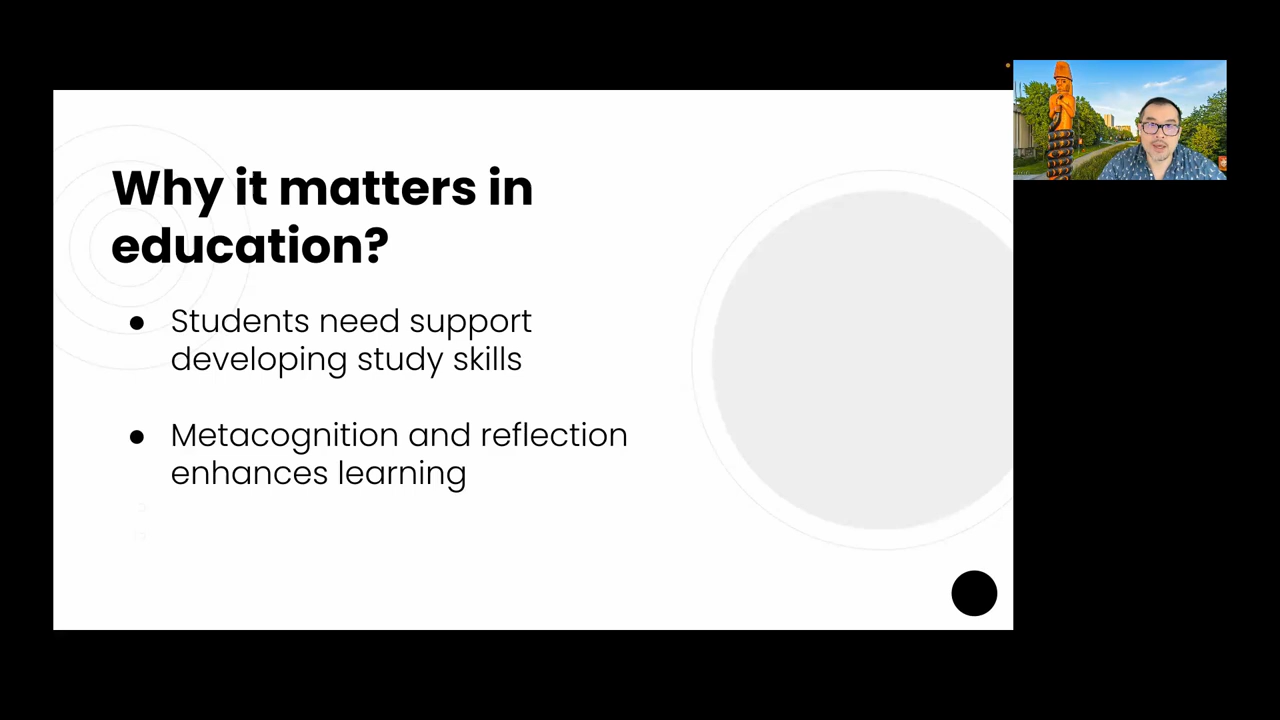 Why it matters in
education?
● Students need support
developing study skills
● Metacognition and reflection
enhances learning